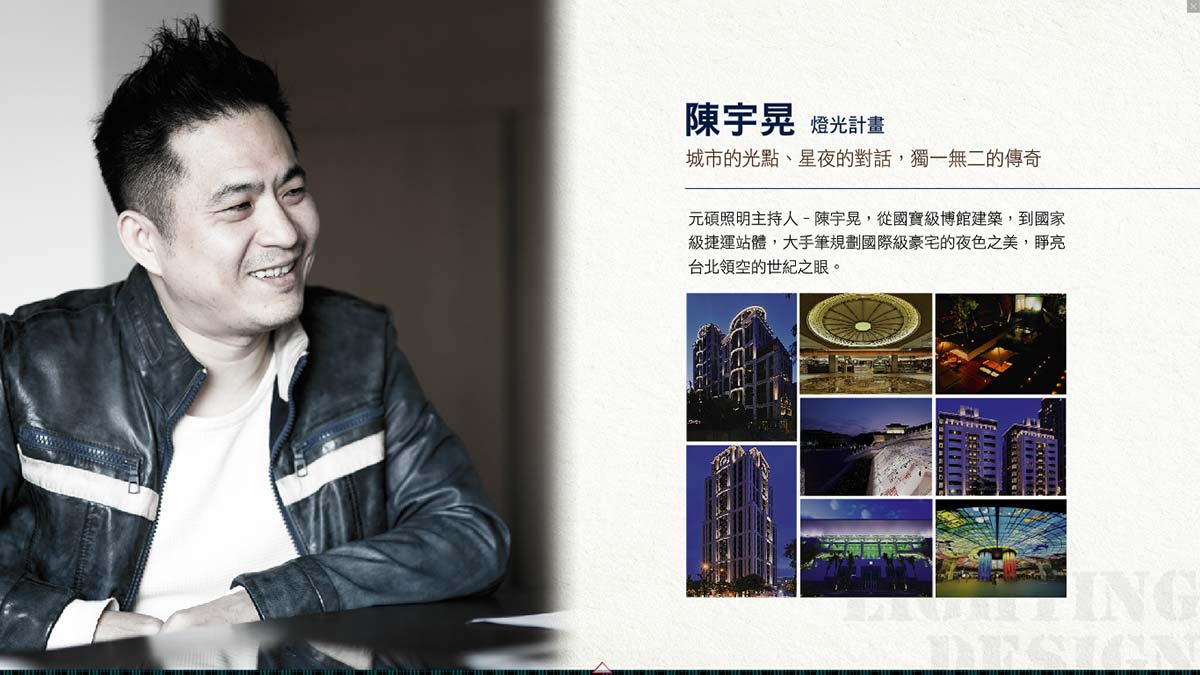 陳宇晃 燈光計畫
城市的光點、星夜的對話，獨一無二的傳奇
元碩照明主持人－陳宇晃，從國寶級博館建築，到國家
級捷運站體，大手筆規劃國際級豪宅的夜色之美，睜亮
台北領空的世紀之眼。
LIGHTING
DESIGN